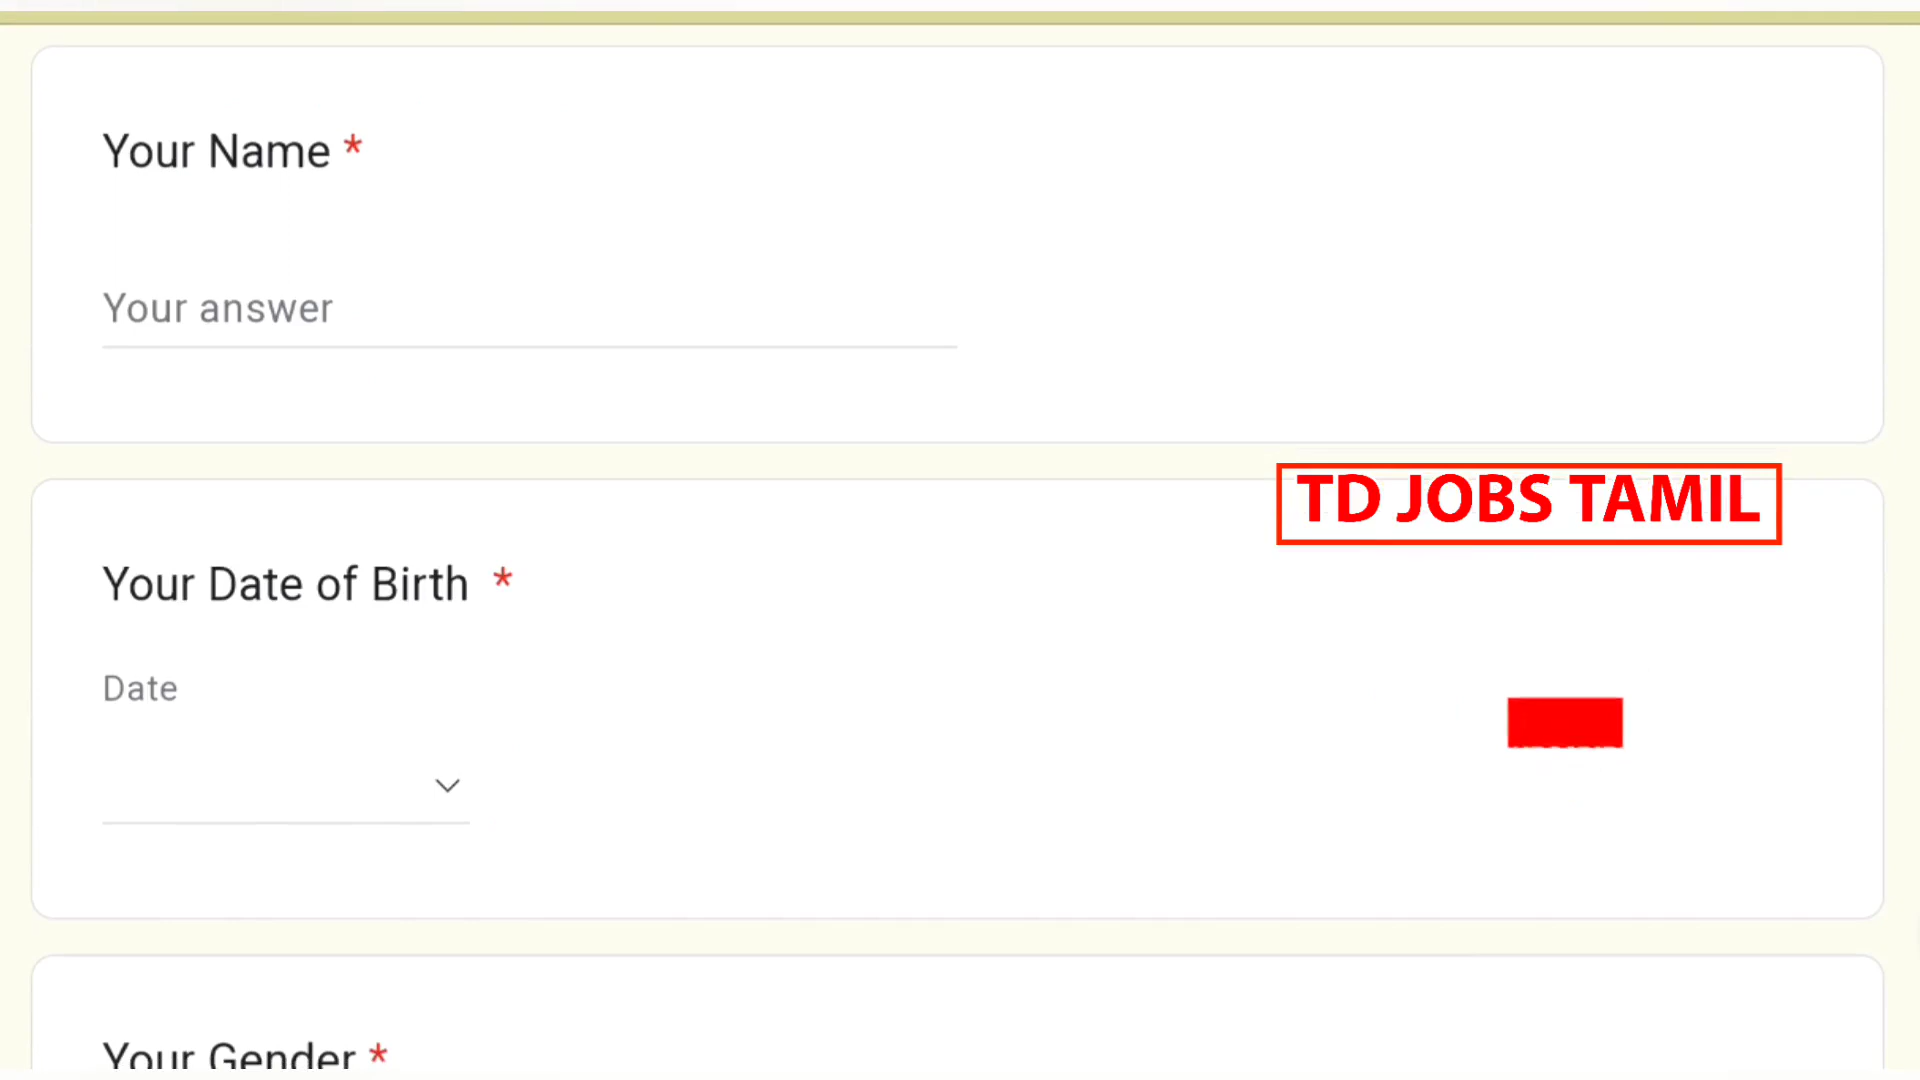 Your Name *
Your answer
TD JOBS TAMIL
Your Date of Birth *
Date
Your Gender *